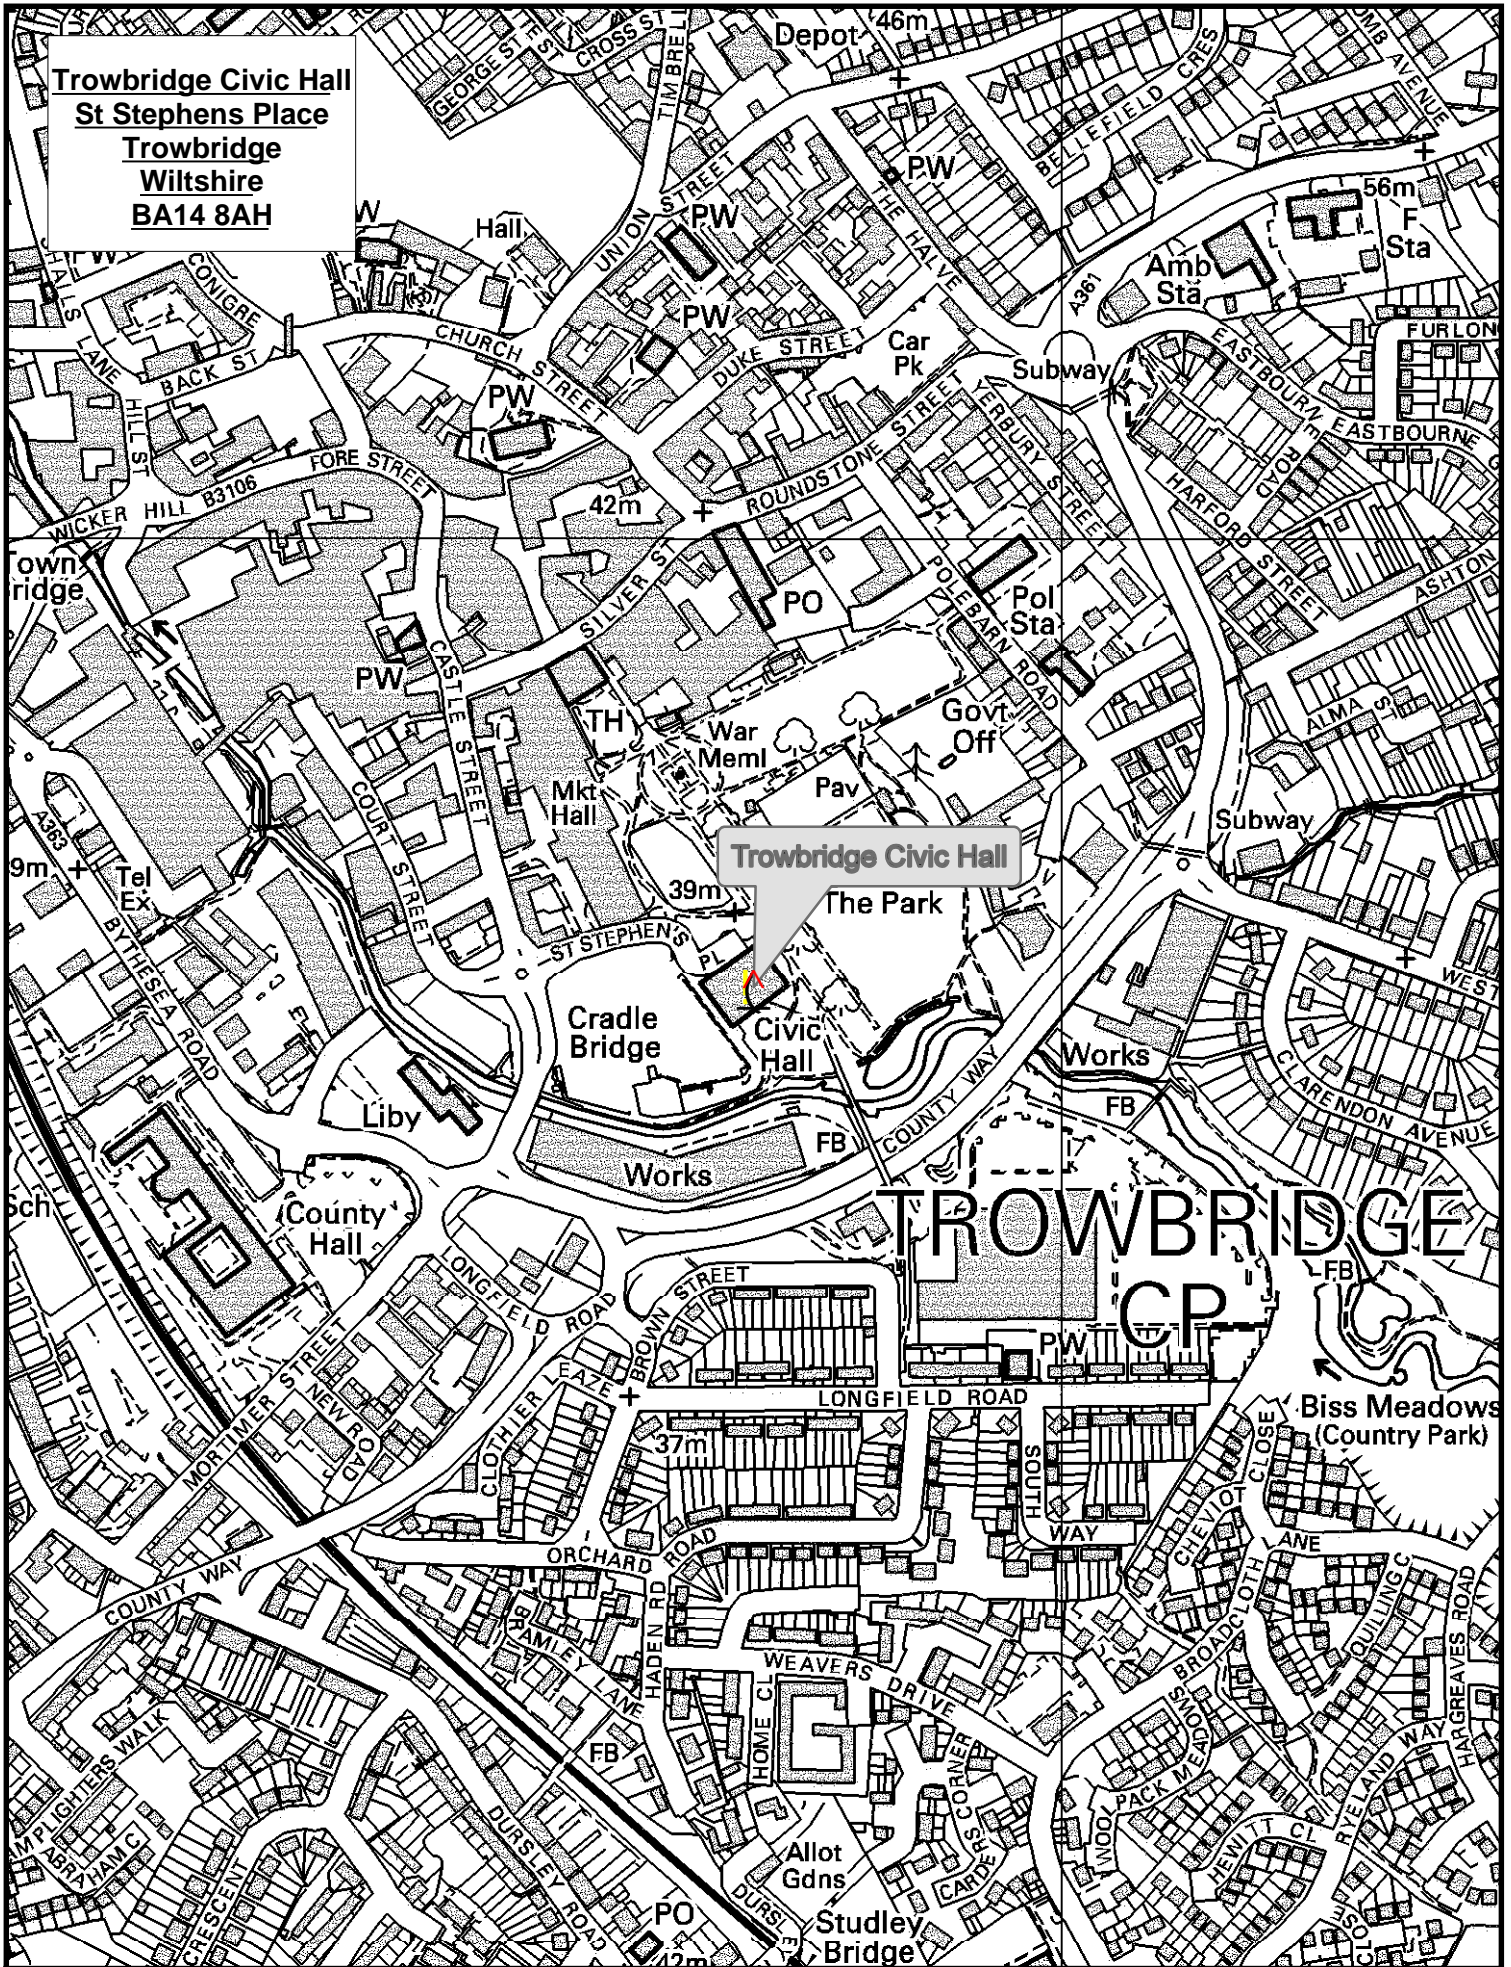 Trowbridge Civic Hall
St Stephens Place
Trowbridge
Wiltshire
BA14 8AH
GEORGE STREET
CROSS ST
TIMBRELL
Depot
46m
BELLEFIELD CRES
AVENUE
PW
Hall
UNION STREET
PW
PW
THE HALVE
56m
F
Sta
Amb
Sta
A361
CONIGRE
BACK ST
CHURCH STREET
PW
DUKE STREET
Car
Pk
Subway
EASTBOURNE ROAD
FURLONG
EASTBOURNE
HILL ST
PW
FORE STREET
WICKER HILL B3106
42m
ROUNDSTONE STREET
YERBURY STREET
HARFORD STREET
ASHTON
Town
Bridge
SILVER ST
PO
POLEBARN ROAD
Pol
Sta
PW
CASTLE STREET
TH
War
Meml
Govt
Off
ALMA ST
Mkt
Hall
Pav
COURT STREET
A363
Subway
Trowbridge Civic Hall
9m
Tel
Ex
39m
The Park
BYTHESEA ROAD
ST STEPHEN'S
PL
WEST
Cradle
Bridge
Civic
Hall
COUNTY WAY
Works
CLARENDON AVENUE
Liby
FB
FB
Works
Sch
County
Hall
TROWBRIDGE
CP
FB
LONGFIELD ROAD
BROWN STREET
PW
MORTIMER STREET
NEW ROAD
CLOTHIER
LEAZE
LONGFIELD ROAD
Biss Meadows
(Country Park)
37m
SOUTH
WAY
CHEVIOT CLOSE
ORCHARD ROAD
COUNTY WAY
BROADCLOTH LANE
QUILLING C
HARGREAVES ROAD
BRAMLEY LANE
HADEN RD
WEAVERS DRIVE
HOME CL
FB
WOOLPACK MEADOWS
RYELAND WAY
LAMPLIGHTERS WALK
ABRAHAM C
CRESCENT
DURSLEY ROAD
CARDERS CORNER
HEWITT CL
Allot
Gdns
PO
42m
Studley
Bridge